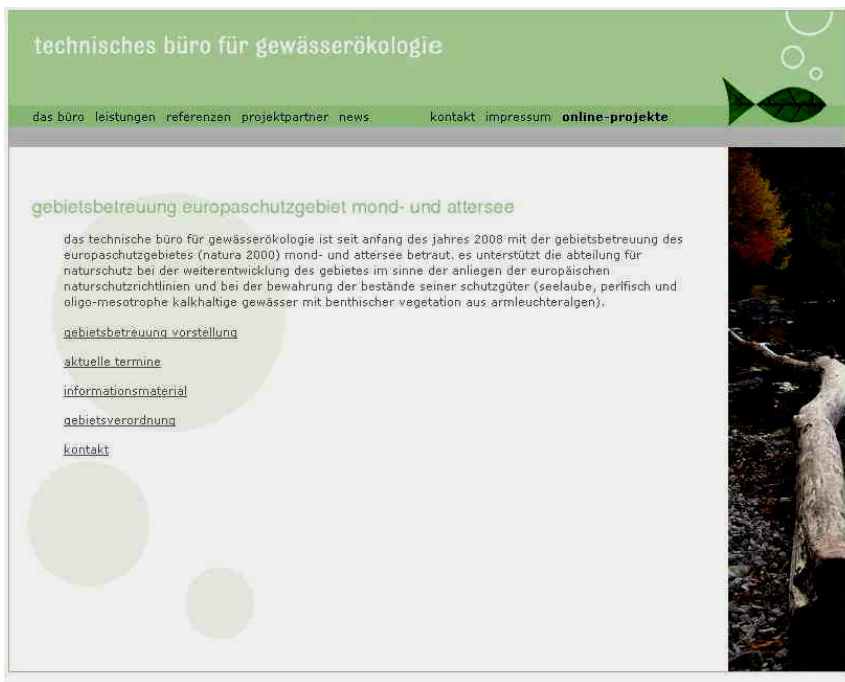 technisches büro für gewässerökologie
das büro leistungen referenzen projektpartner news kontakt impressum online-projekte
gebietsbetreuung europaschutzgebiet mond- und attersee
das technische büro für gewässerökologie ist seit anfang des jahres 2008 mit der gebietsbetreuung des
europaschutzgebietes (natura 2000) mond- und attersee betraut. es unterstützt die abteilung für
naturschutz bei der weiterentwicklung des gebietes im sinne der anliegen der europäischen
naturschutzrichtlinien und bei der bewahrung der bestände seiner schutzgüter (seelaube, perlfisch und
oligo-mesotrophe kalkhaltige gewässer mit benthischer vegetation aus armleuchteralgen).
gebietsbetreuung vorstellung
aktuelle termine
informationsmaterial
gebietsverordnung
kontakt